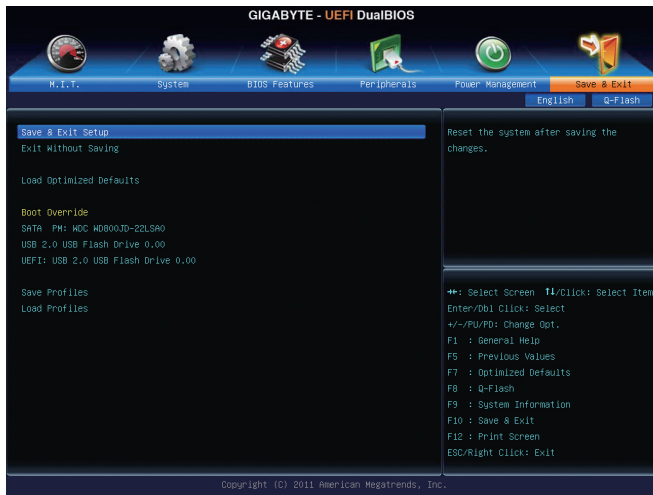 GIGABYTE - UEFI DualBIOS
M.I.T. System BIOS Features Peripherals Power Management Save & Exit
English Q-Flash
Save & Exit Setup
Exit Without Saving
Load Optimized Defaults
Boot Override
SATA PM: WDC WD800JD-22LSA0
USB 2.0 USB Flash Drive 0.00
UEFI: USB 2.0 USB Flash Drive 0.00
Save Profiles
Load Profiles
Reset the system after saving the
changes.
→←: Select Screen ↑↓/Click: Select Item
Enter/Dbl Click: Select
+/-/PU/PD: Change Opt.
F1 : General Help
F5 : Previous Values
F7 : Optimized Defaults
F8 : Q-Flash
F9 : System Information
F10 : Save & Exit
F12 : Print Screen
ESC/Right Click: Exit
Copyright (C) 2011 American Megatrends, Inc.